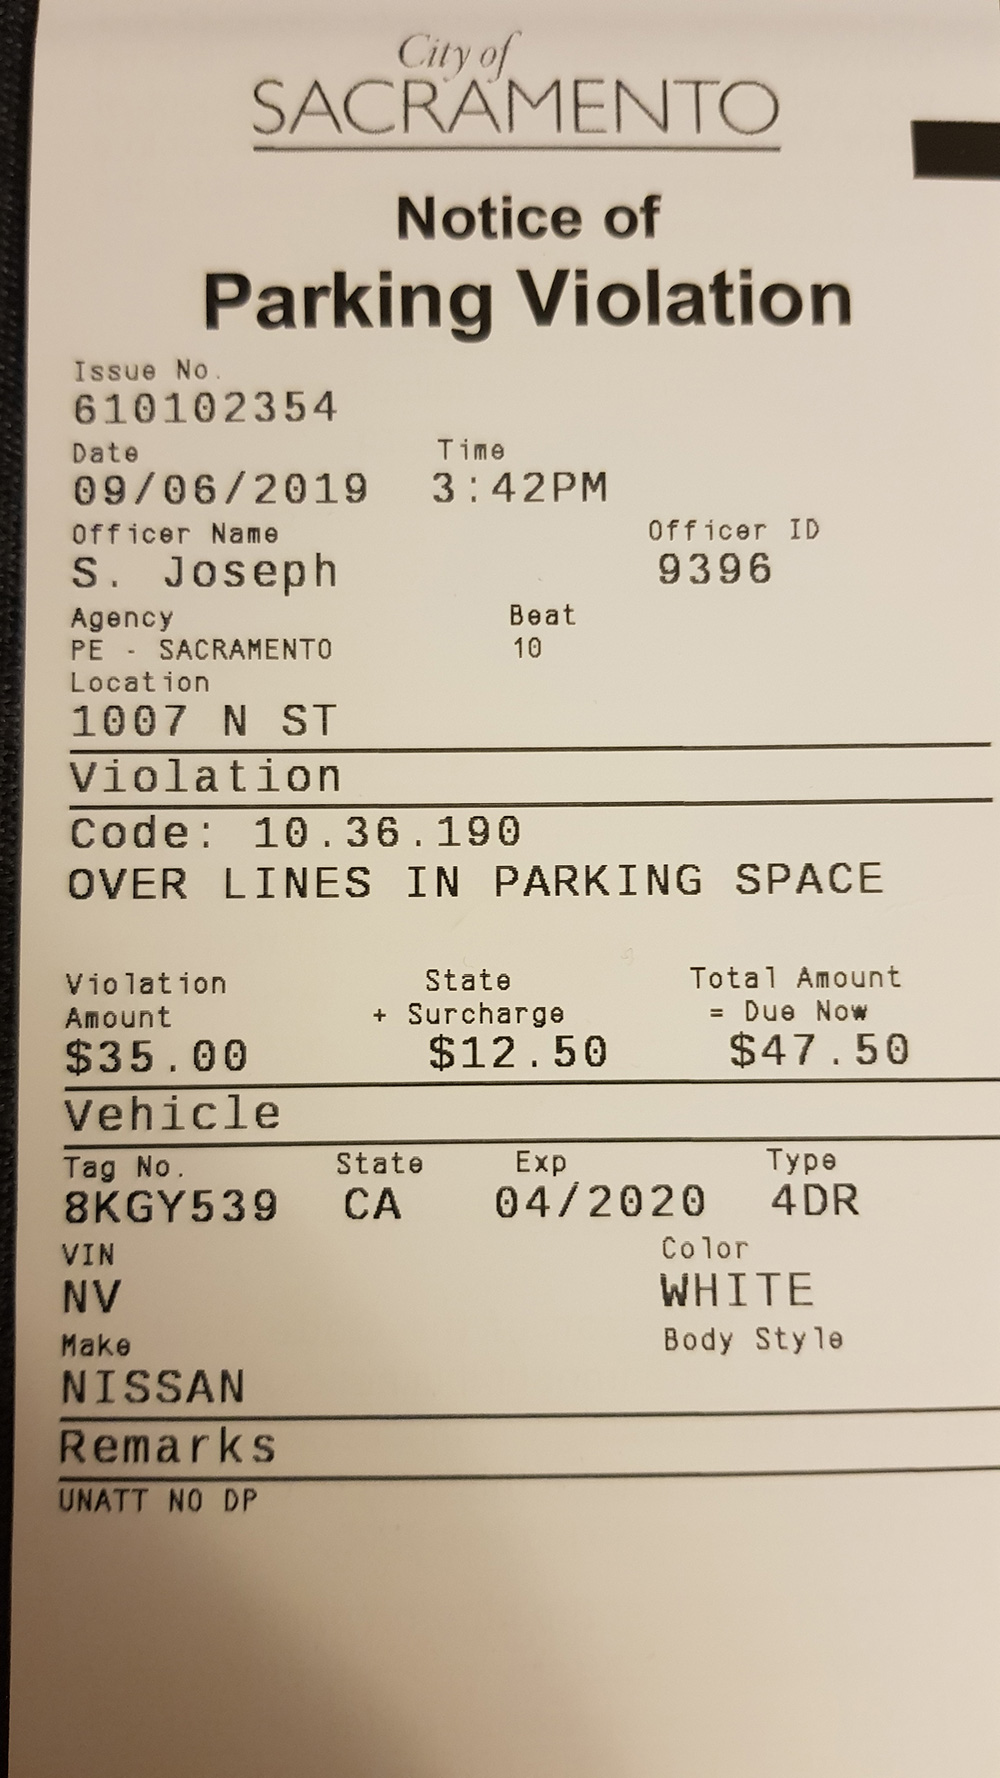 City of
SACRAMENTO
Notice of
Parking Violation
Issue No.
610102354
Date Time
09/06/2019 3:42PM
Officer Name Officer ID
S. Joseph 9396
Agency Beat
PE - SACRAMENTO 10
Location
1007 N ST
Violation
Code: 10.36.190
OVER LINES IN PARKING SPACE
Violation State Total Amount
Amount + Surcharge = Due Now
$35.00 $12.50 $47.50
Vehicle
Tag No. State Exp Type
8KGY539 CA 04/2020 4DR
VIN Color
NV WHITE
Make Body Style
NISSAN
Remarks
UNATT NO DP